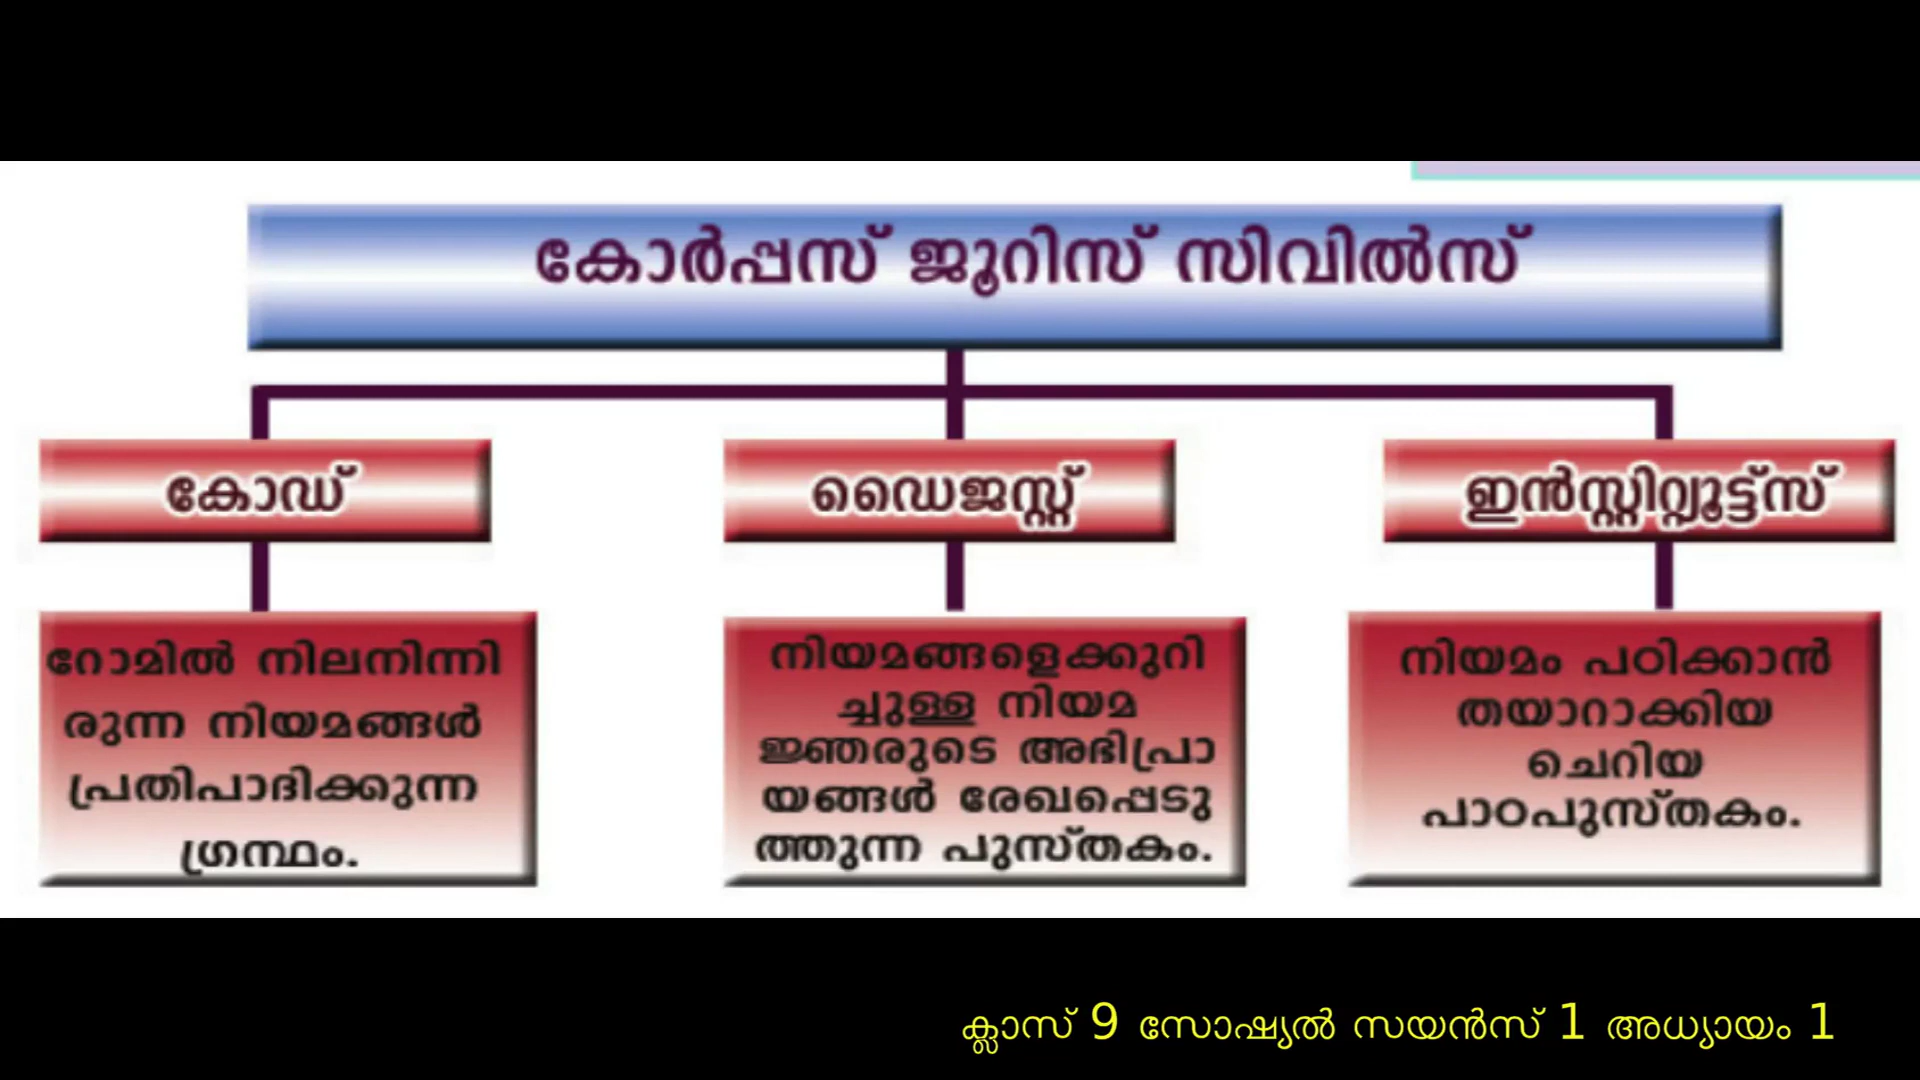 കോർപ്പസ് ജൂറിസ് സിവിൽസ്
കോഡ്
ഡൈജസ്റ്റ്
ഇൻസ്റ്റിറ്റ്യൂട്ട്സ്
റോമിൽ നിലനിന്നി
രുന്ന നിയമങ്ങൾ
പ്രതിപാദിക്കുന്ന
ഗ്രന്ഥം.
നിയമങ്ങളെക്കുറി
ച്ചുള്ള നിയമ
ജ്ഞരുടെ അഭിപ്രാ
യങ്ങൾ രേഖപ്പെടു
ത്തുന്ന പുസ്തകം.
നിയമം പഠിക്കാൻ
തയാറാക്കിയ
ചെറിയ
പാഠപുസ്തകം.
ക്ലാസ് 9 സോഷ്യൽ സയൻസ് 1 അധ്യായം 1